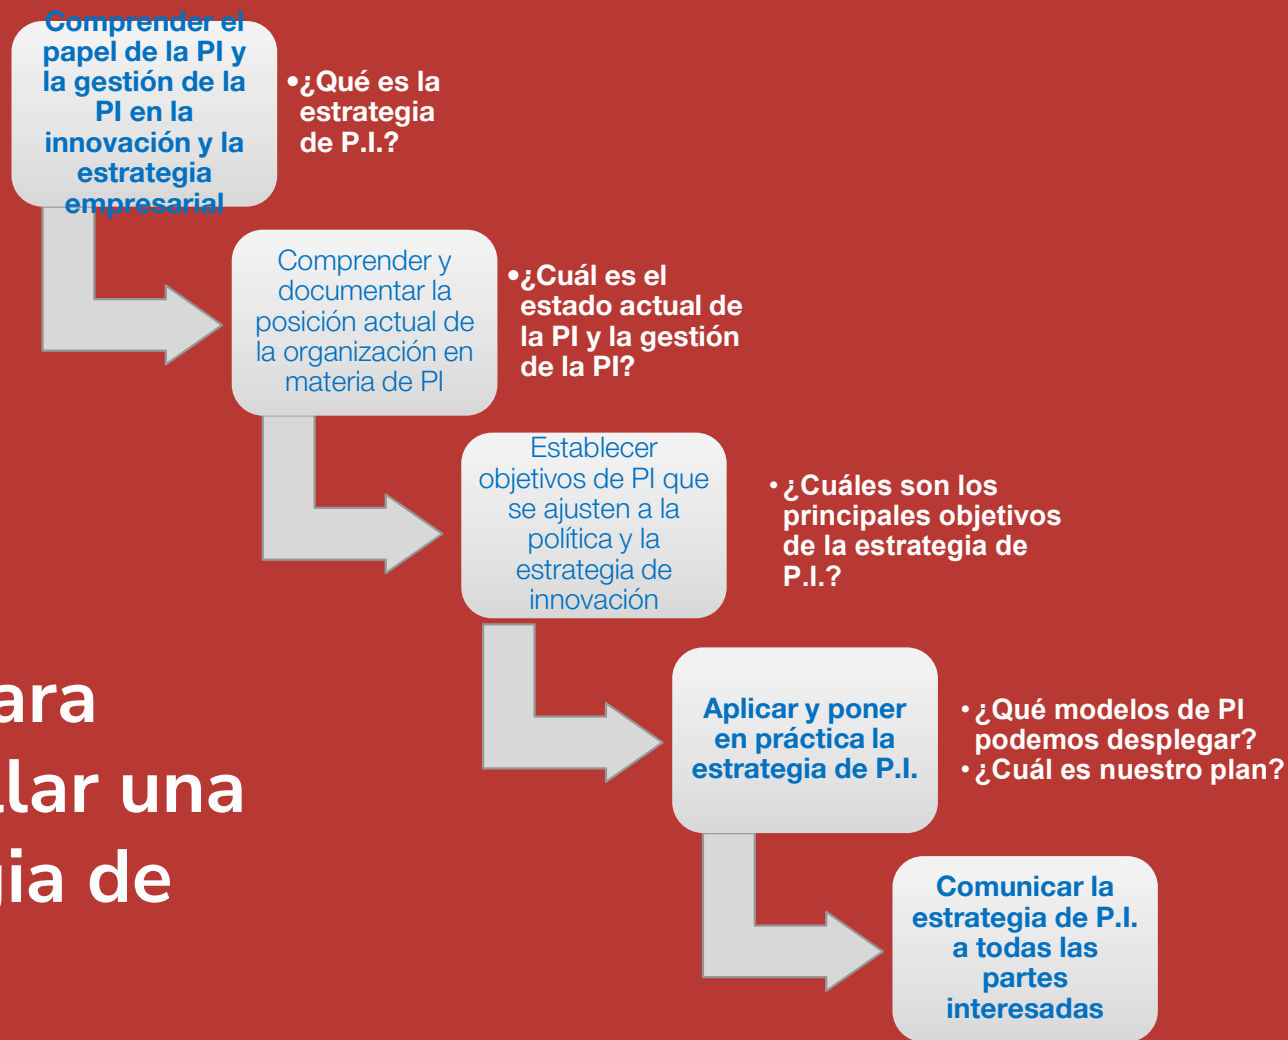 Comprender el
papel de la PI y
la gestión de la
PI en la
innovación y la
estrategia
empresarial
•¿Qué es la
estrategia
de P.I.?
Comprender y
documentar la
posición actual de
la organización en
materia de PI
•¿Cuál es el
estado actual de
la PI y la gestión
de la PI?
Establecer
objetivos de PI que
se ajusten a la
política y la
estrategia de
innovación
•¿Cuáles son los
principales objetivos
de la estrategia de
P.I.?
Aplicar y poner
en práctica la
estrategia de P.I.
•¿Qué modelos de PI
podemos desplegar?
•¿Cuál es nuestro plan?
Comunicar la
estrategia de P.I.
a todas las
partes
interesadas
ara
llar una
gia de